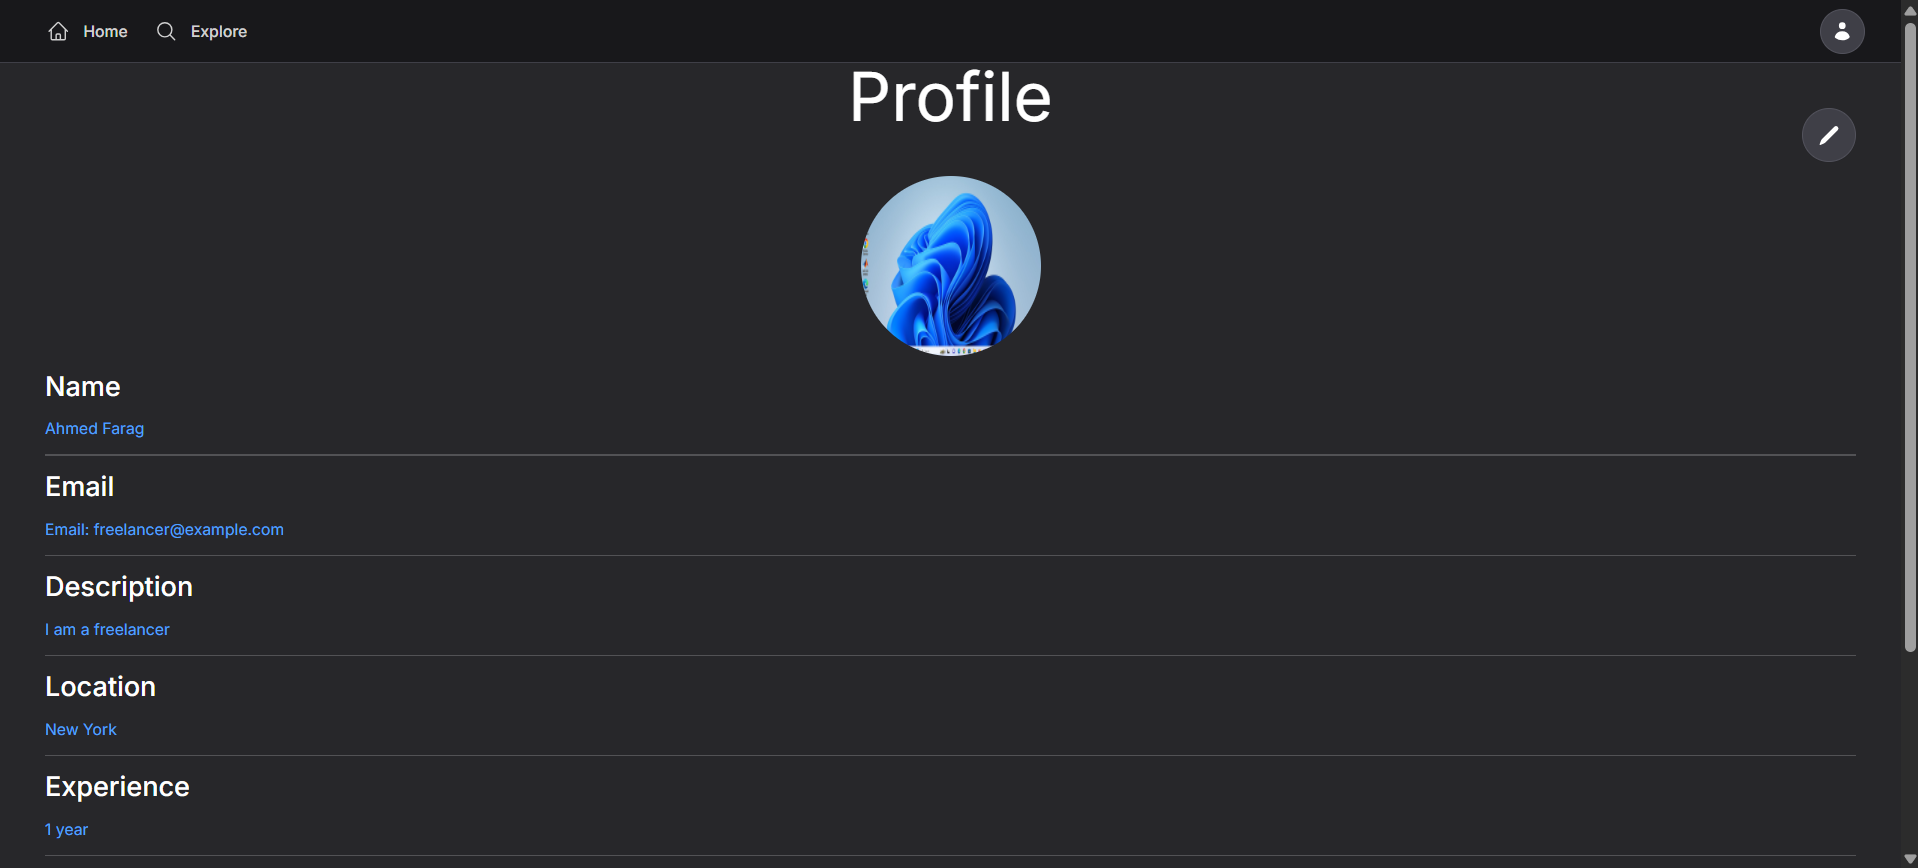 Home Explore
Profile
Name
Ahmed Farag
Email
Email: freelancer@example.com
Description
I am a freelancer
Location
New York
Experience
1 year